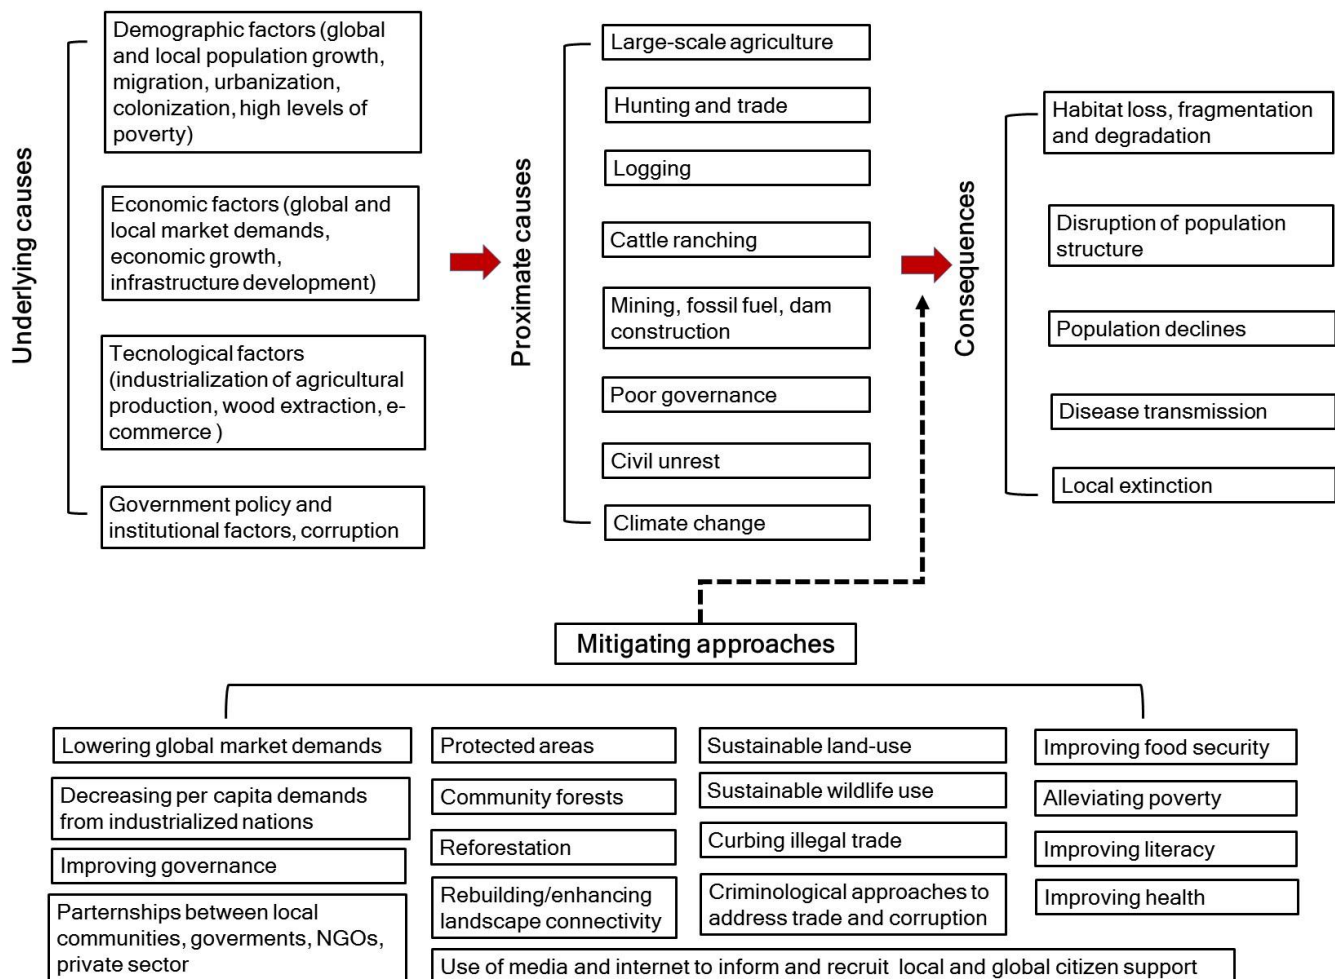 Underlying causes
Demographic factors (global
and local population growth,
migration, urbanization,
colonization, high levels of
poverty)
Economic factors (global and
local market demands,
economic growth,
infrastructure development)
Tecnological factors
(industrialization of agricultural
production, wood extraction, e-
commerce )
Government policy and
institutional factors, corruption
Proximate causes
Large-scale agriculture
Hunting and trade
Logging
Cattle ranching
Mining, fossil fuel, dam
construction
Poor governance
Civil unrest
Climate change
Consequences
Habitat loss, fragmentation
and degradation
Disruption of population
structure
Population declines
Disease transmission
Local extinction
Mitigating approaches
Lowering global market demands
Decreasing per capita demands
from industrialized nations
Improving governance
Parternships between local
communities, goverments, NGOs,
private sector
Protected areas
Community forests
Reforestation
Rebuilding/enhancing
landscape connectivity
Sustainable land-use
Sustainable wildlife use
Curbing illegal trade
Criminological approaches to
address trade and corruption
Improving food security
Alleviating poverty
Improving literacy
Improving health
Use of media and internet to inform and recruit local and global citizen support